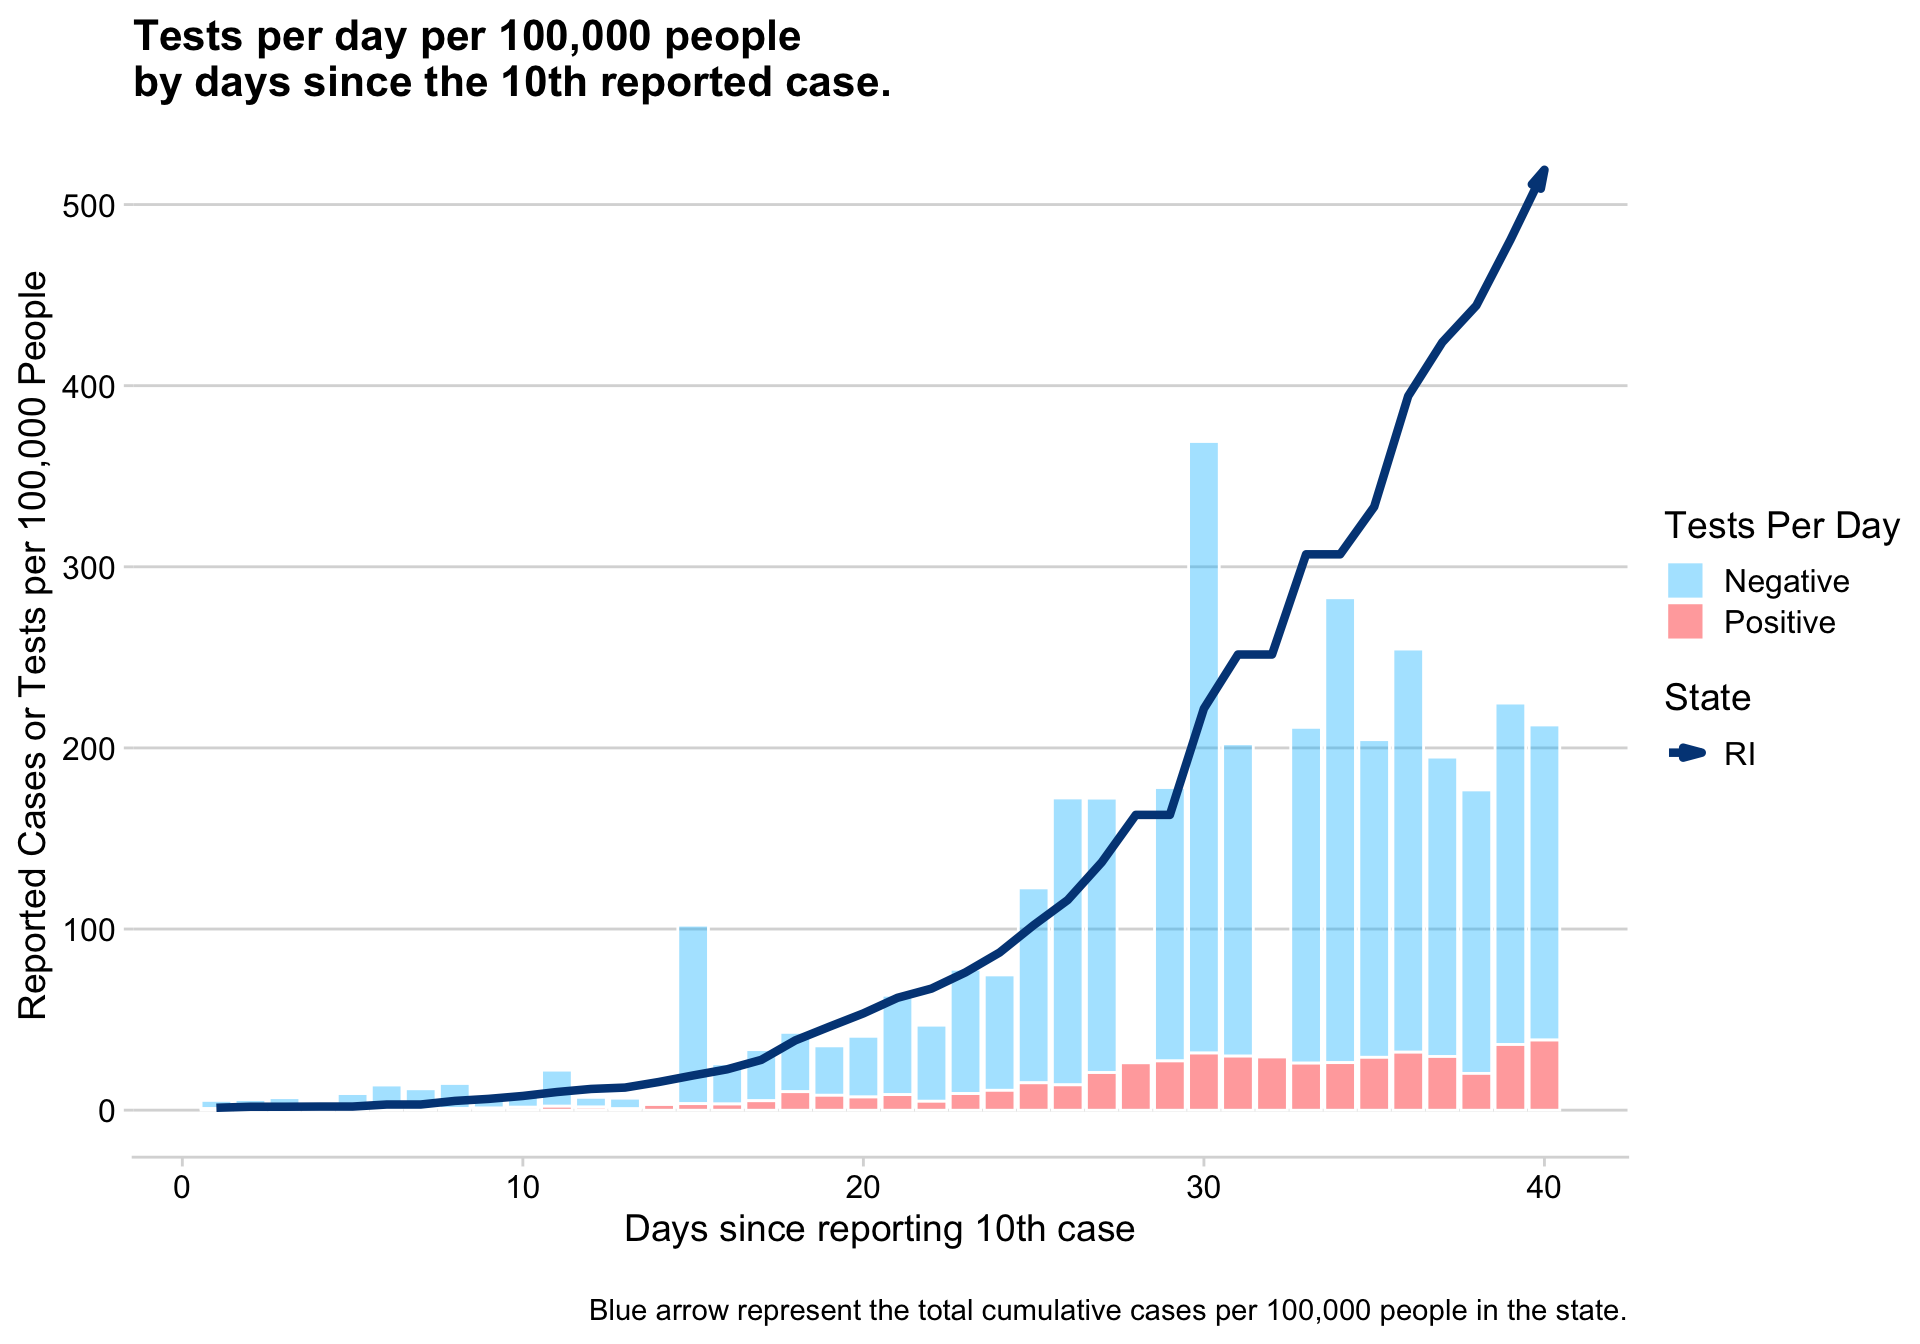 Tests per day per 100,000 people
by days since the 10th reported case.
Reported Cases or Tests per 100,000 People
500
400
300
200
100
0
0
10
20
30
40
Days since reporting 10th case
Tests Per Day
Negative
Positive
State
RI
Blue arrow represent the total cumulative cases per 100,000 people in the state.